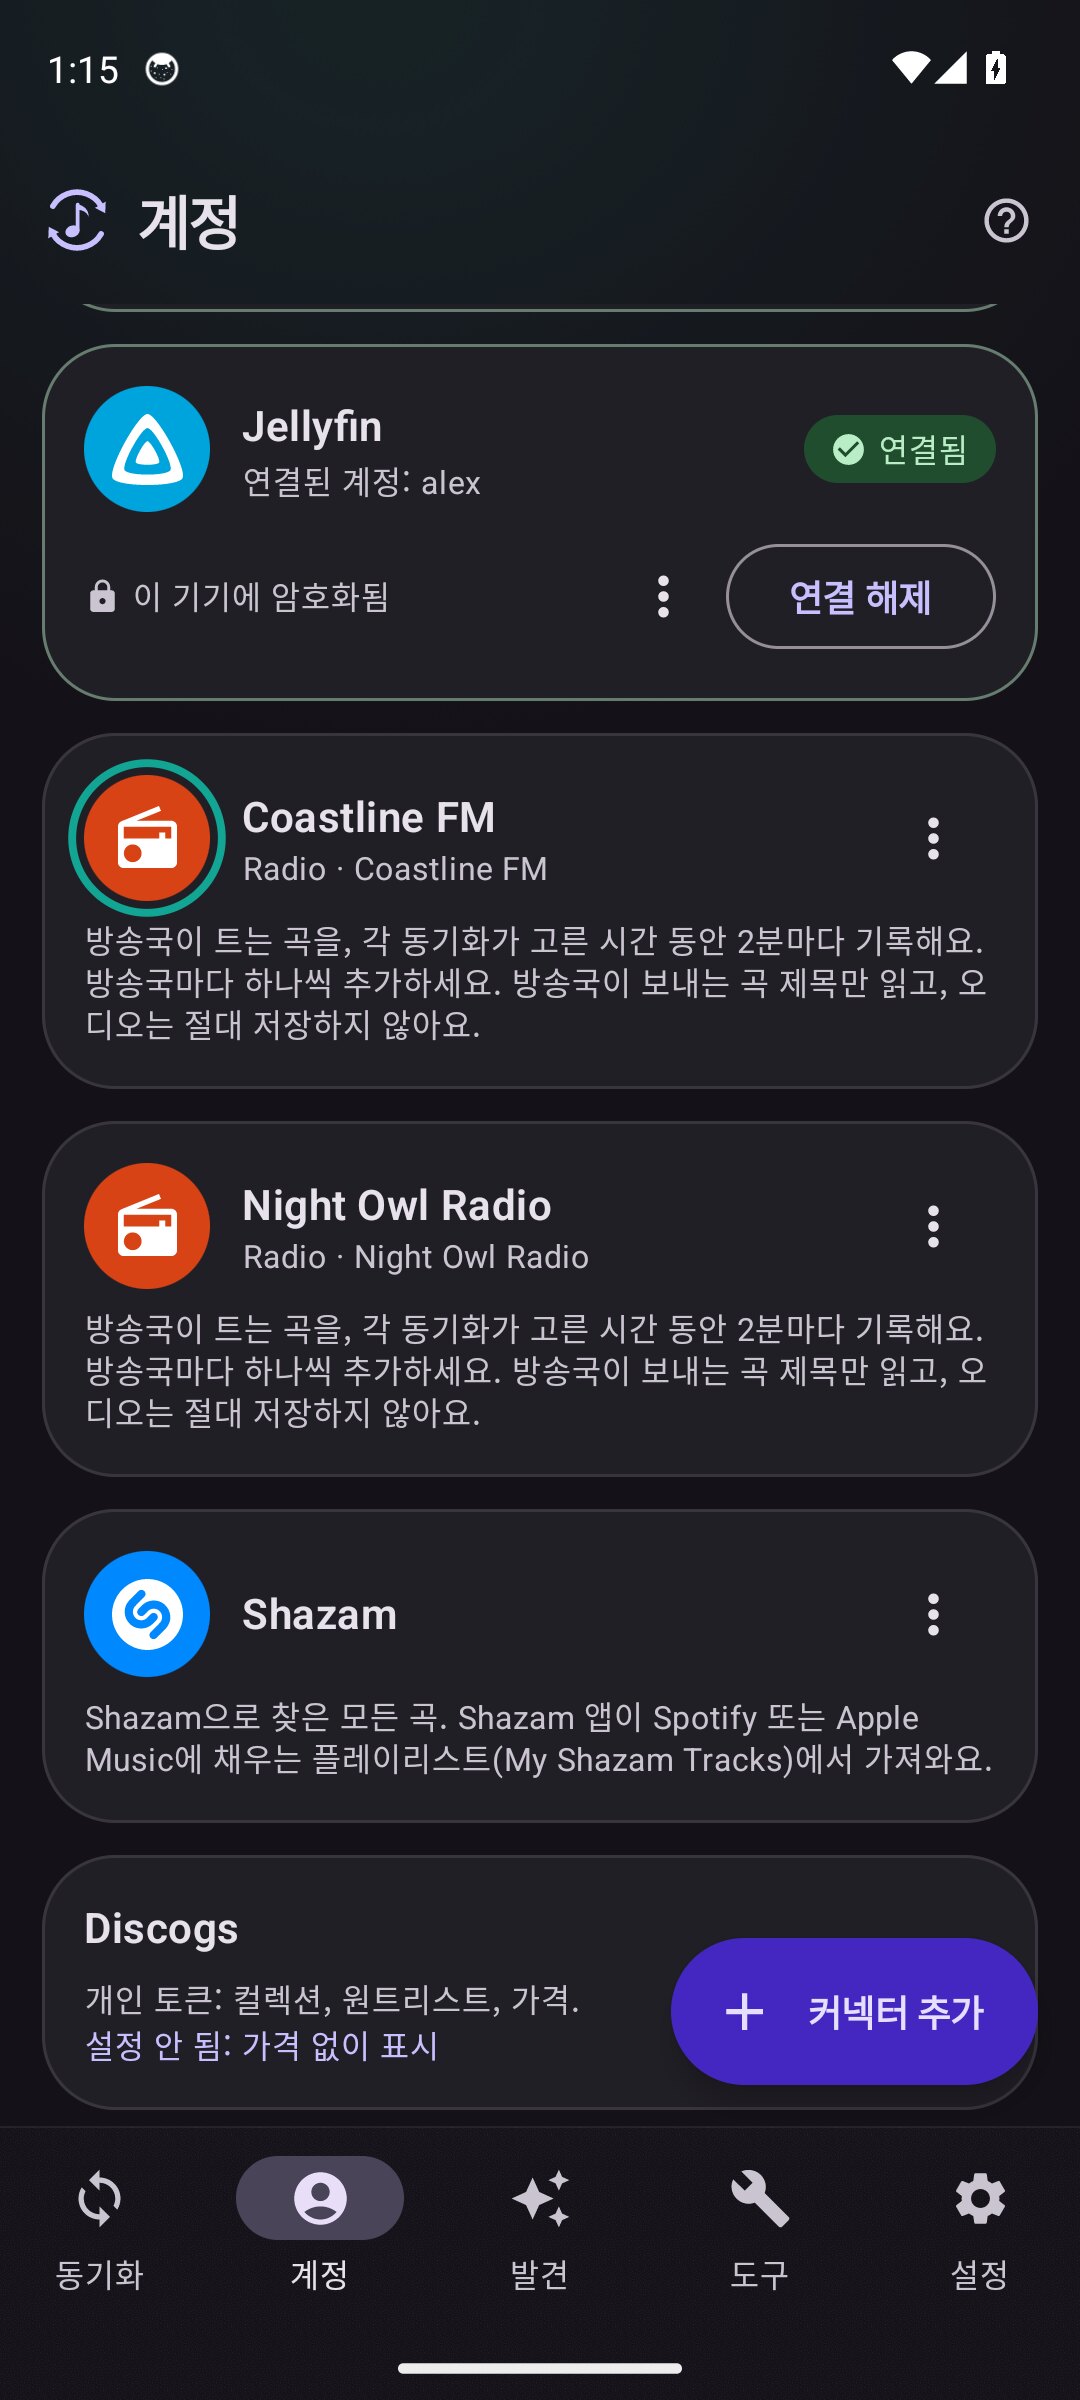 1:15
계정
Jellyfin
연결된 계정: alex
연결됨
이 기기에 암호화됨
연결 해제
Coastline FM
Radio · Coastline FM
방송국이 트는 곡을, 각 동기화가 고른 시간 동안 2분마다 기록해요.
방송국마다 하나씩 추가하세요. 방송국이 보내는 곡 제목만 읽고, 오
디오는 절대 저장하지 않아요.
Night Owl Radio
Radio · Night Owl Radio
방송국이 트는 곡을, 각 동기화가 고른 시간 동안 2분마다 기록해요.
방송국마다 하나씩 추가하세요. 방송국이 보내는 곡 제목만 읽고, 오
디오는 절대 저장하지 않아요.
Shazam
Shazam으로 찾은 모든 곡. Shazam 앱이 Spotify 또는 Apple
Music에 채우는 플레이리스트(My Shazam Tracks)에서 가져와요.
Discogs
개인 토큰: 컬렉션, 원트리스트, 가격.
설정 안 됨: 가격 없이 표시
커넥터 추가
동기화
계정
발견
도구
설정